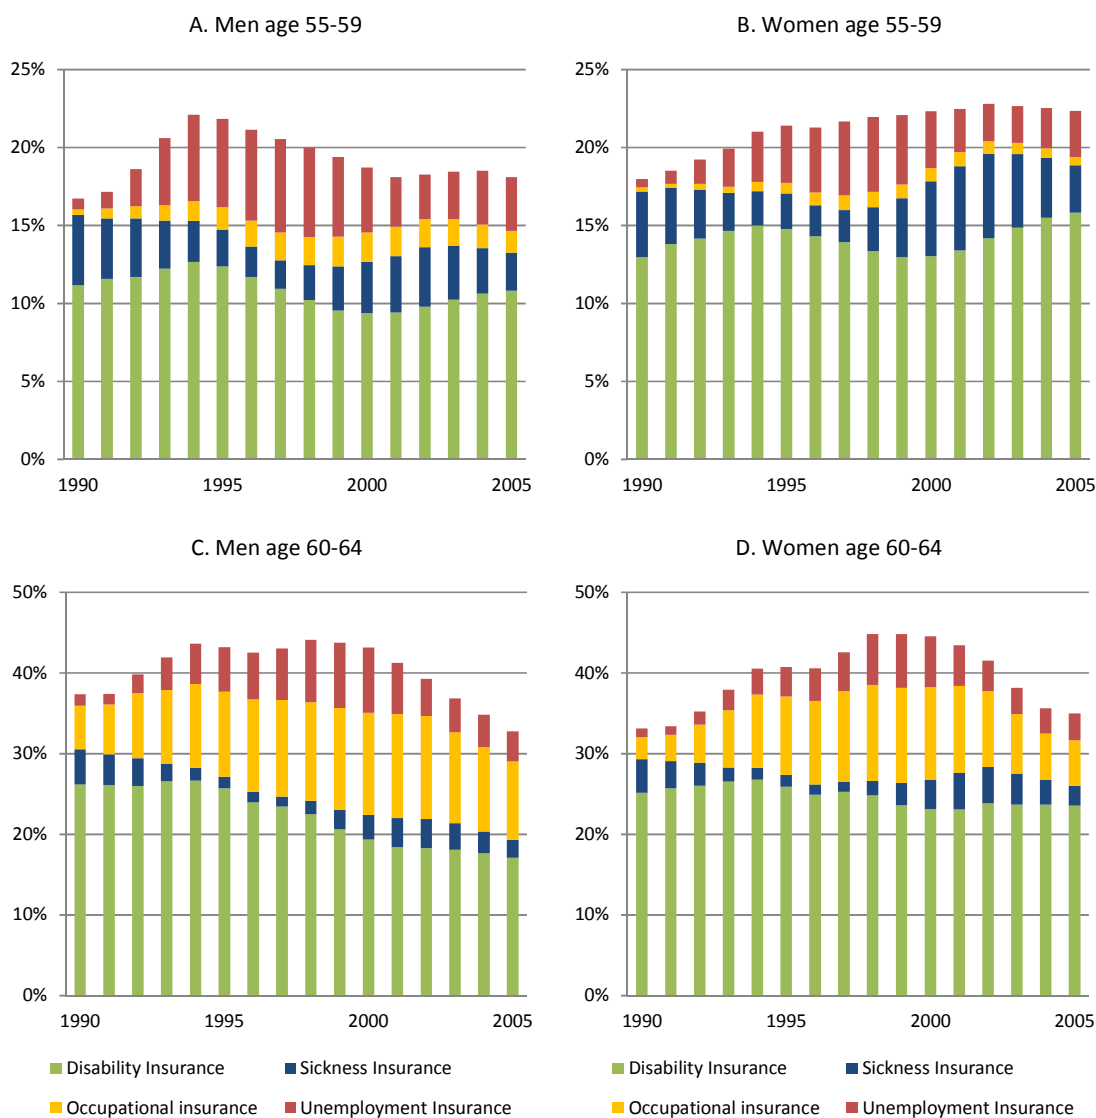 A. Men age 55-59
B. Women age 55-59
25%
20%
15%
10%
5%
0%
1990 1995 2000 2005
25%
20%
15%
10%
5%
0%
1990 1995 2000 2005
C. Men age 60-64
D. Women age 60-64
50%
40%
30%
20%
10%
0%
1990 1995 2000 2005
50%
40%
30%
20%
10%
0%
1990 1995 2000 2005
Disability Insurance Sickness Insurance
Occupational insurance Unemployment Insurance
Disability Insurance Sickness Insurance
Occupational insurance Unemployment Insurance